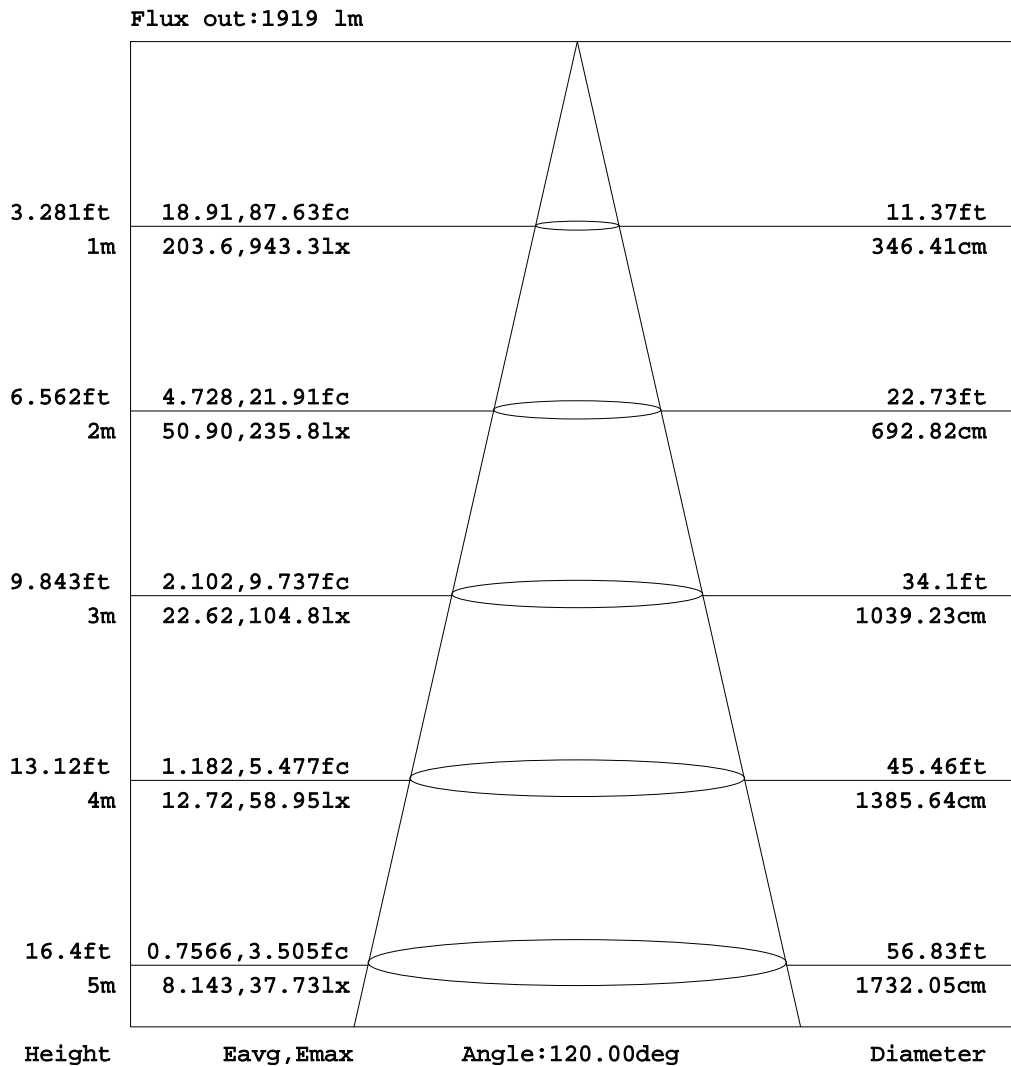 Flux out:1919 lm
3.281ft 18.91,87.63fc 11.37ft
1m 203.6,943.3lx 346.41cm
6.562ft 4.728,21.91fc 22.73ft
2m 50.90,235.8lx 692.82cm
9.843ft 2.102,9.737fc 34.1ft
3m 22.62,104.8lx 1039.23cm
13.12ft 1.182,5.477fc 45.46ft
4m 12.72,58.95lx 1385.64cm
16.4ft 0.7566,3.505fc 56.83ft
5m 8.143,37.73lx 1732.05cm
Height Eavg,Emax Angle:120.00deg Diameter